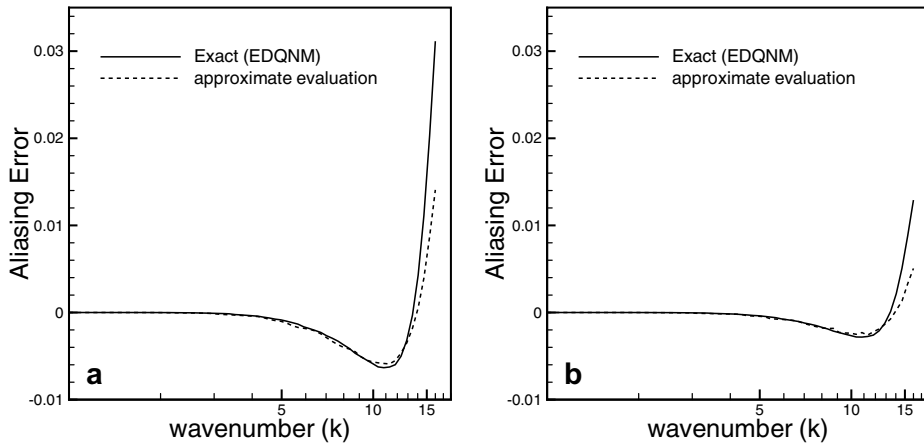 0.03
0.02
0.01
0
-0.01
Aliasing Error
Exact (EDQNM)
approximate evaluation
a
5
10
15
wavenumber (k)
0.03
0.02
0.01
0
-0.01
Aliasing Error
Exact (EDQNM)
approximate evaluation
b
5
10
15
wavenumber (k)